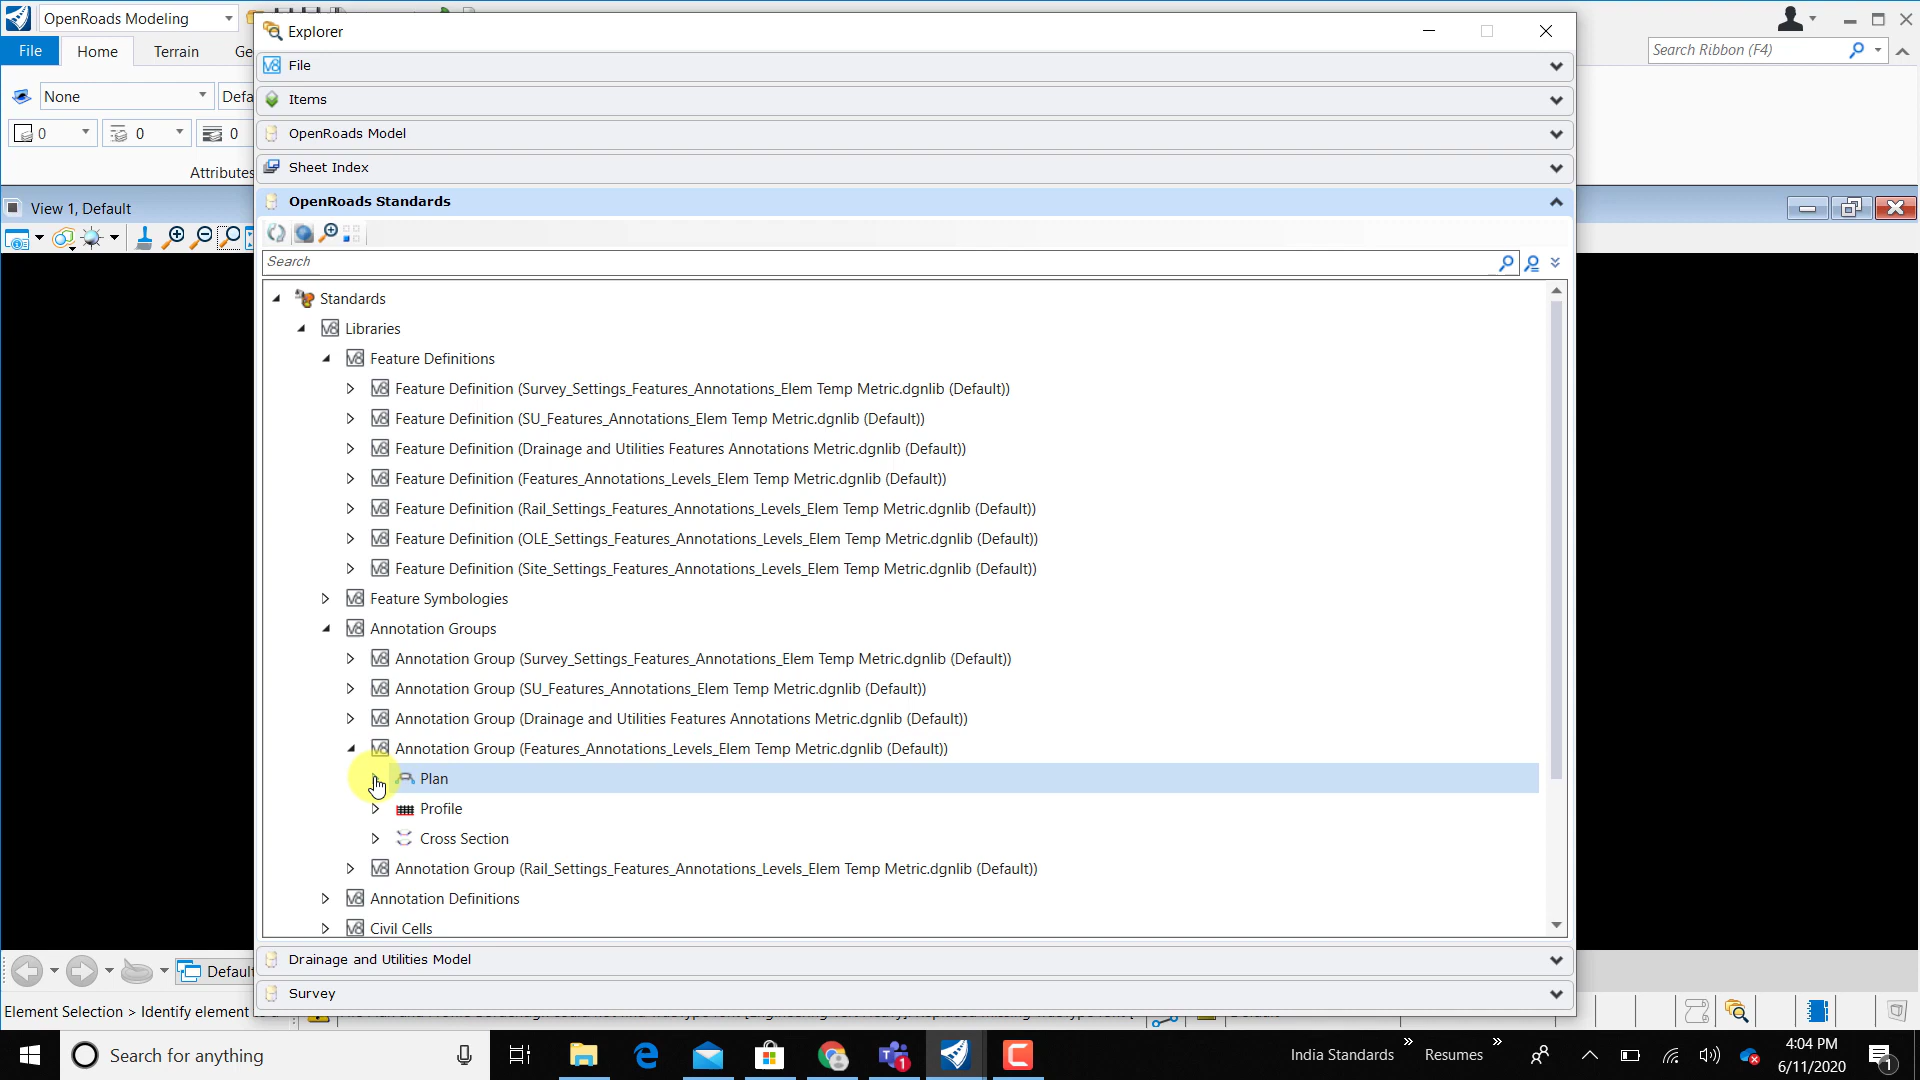 OpenRoads Modeling
Explorer
File Home Terrain Ge
Search Ribbon (F4)
File
Items
None Defa
OpenRoads Model
0 0 0
Sheet Index
Attributes
OpenRoads Standards
View 1, Default
Search
Standards
Libraries
Feature Definitions
Feature Definition (Survey_Settings_Features_Annotations_Elem Temp Metric.dgnlib (Default))
Feature Definition (SU_Features_Annotations_Elem Temp Metric.dgnlib (Default))
Feature Definition (Drainage and Utilities Features Annotations Metric.dgnlib (Default))
Feature Definition (Features_Annotations_Levels_Elem Temp Metric.dgnlib (Default))
Feature Definition (Rail_Settings_Features_Annotations_Levels_Elem Temp Metric.dgnlib (Default))
Feature Definition (OLE_Settings_Features_Annotations_Levels_Elem Temp Metric.dgnlib (Default))
Feature Definition (Site_Settings_Features_Annotations_Levels_Elem Temp Metric.dgnlib (Default))
Feature Symbologies
Annotation Groups
Annotation Group (Survey_Settings_Features_Annotations_Elem Temp Metric.dgnlib (Default))
Annotation Group (SU_Features_Annotations_Elem Temp Metric.dgnlib (Default))
Annotation Group (Drainage and Utilities Features Annotations Metric.dgnlib (Default))
Annotation Group (Features_Annotations_Levels_Elem Temp Metric.dgnlib (Default))
Plan
Profile
Cross Section
Annotation Group (Rail_Settings_Features_Annotations_Levels_Elem Temp Metric.dgnlib (Default))
Annotation Definitions
Civil Cells
Drainage and Utilities Model
Default
Survey
Element Selection > Identify element to
Search for anything
India Standards
Resumes
4:04 PM
6/11/2020
1
1